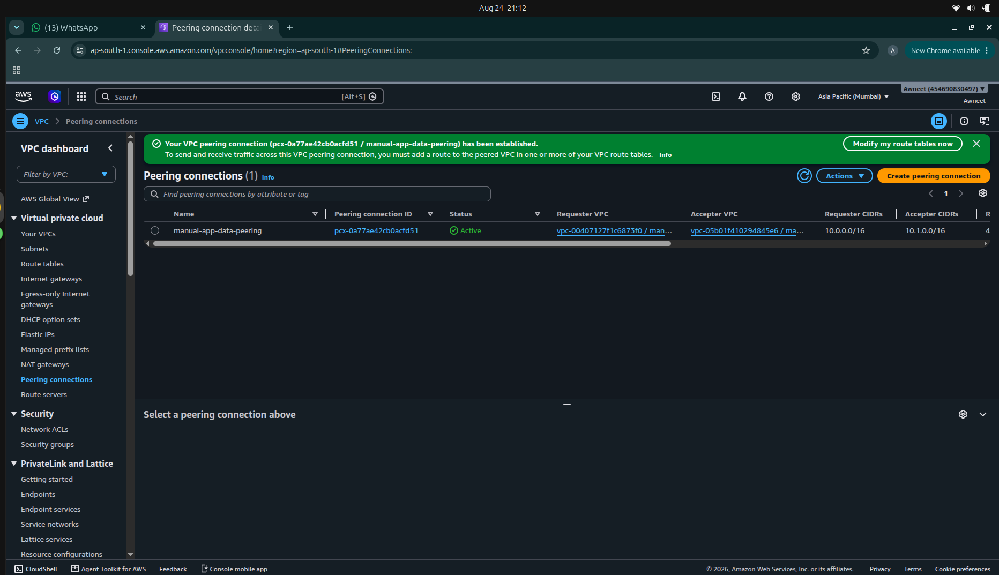 Aug 24 21:12
(13) WhatsApp
Peering connection deta
ap-south-1.console.aws.amazon.com/vpcconsole/home?region=ap-south-1#PeeringConnections:
A
New Chrome available
aws
Search
[Alt+S]
Asia Pacific (Mumbai)
Awneet (454690830497)
Awneet
VPC
Peering connections
VPC dashboard
Filter by VPC:
AWS Global View
Virtual private cloud
Your VPCs
Subnets
Route tables
Internet gateways
Egress-only Internet
gateways
DHCP option sets
Elastic IPs
Managed prefix lists
NAT gateways
Peering connections
Route servers
Security
Network ACLs
Security groups
PrivateLink and Lattice
Getting started
Endpoints
Endpoint services
Service networks
Lattice services
Resource configurations
Your VPC peering connection (pcx-0a77ae42cb0acfd51 / manual-app-data-peering) has been established.
To send and receive traffic across this VPC peering connection, you must add a route to the peered VPC in one or more of your VPC route tables. Info
Modify my route tables now
Peering connections (1) Info
Actions
Create peering connection
Find peering connections by attribute or tag
1
Name Peering connection ID Status Requester VPC Accepter VPC Requester CIDRs Accepter CIDRs R
manual-app-data-peering pcx-0a77ae42cb0acfd51 Active vpc-00407127f1c6873f0 / man... vpc-05b01f410294845e6 / ma... 10.0.0.0/16 10.1.0.0/16 4
Select a peering connection above
CloudShell Agent Toolkit for AWS Feedback Console mobile app © 2026, Amazon Web Services, Inc. or its affiliates. Privacy Terms Cookie preferences